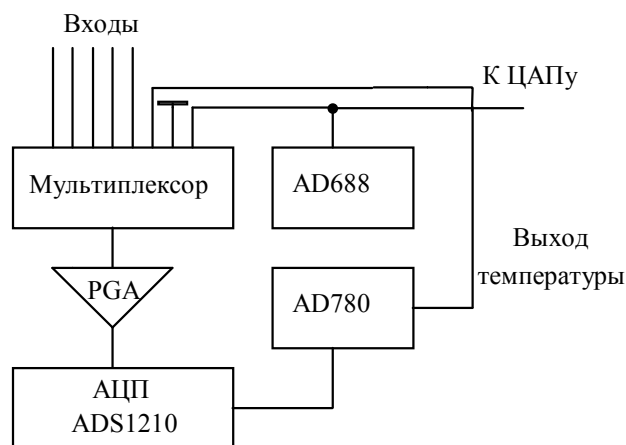 Входы
К ЦАПу
Мультиплексор
AD688
Выход
температуры
PGA
AD780
АЦП
ADS1210